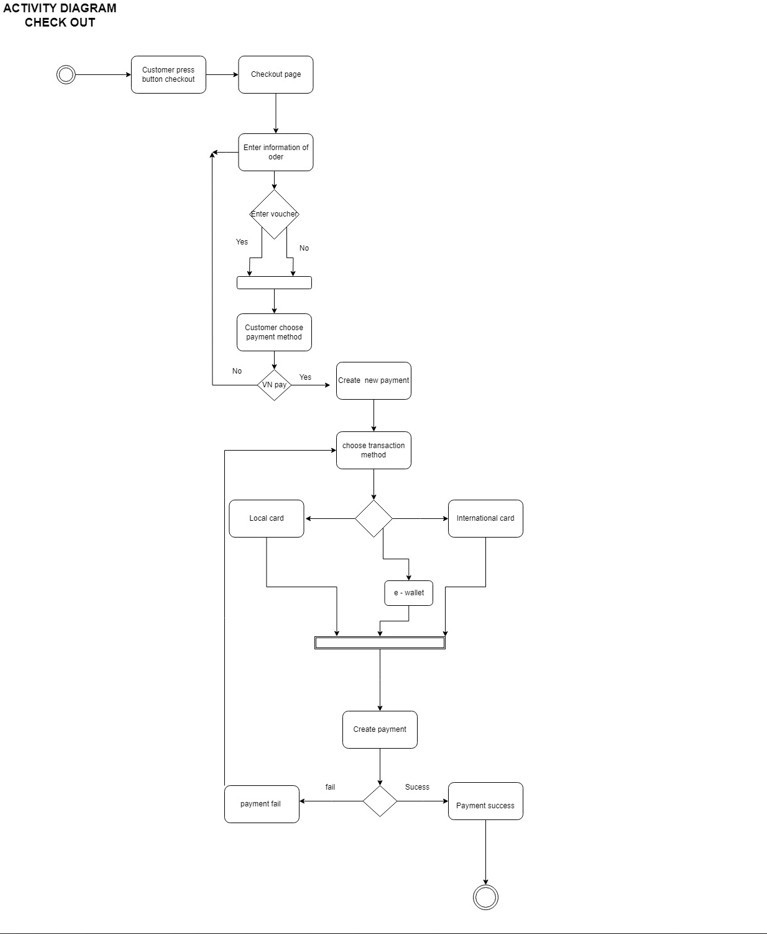 ACTIVITY DIAGRAM
CHECK OUT
Customer press
button checkout
Checkout page
Enter information of
oder
Enter voucher
Yes
No
Customer choose
payment method
No
VN pay
Yes
Create new payment
choose transaction
method
Local card
International card
e - wallet
Create payment
fail
Sucess
payment fail
Payment success